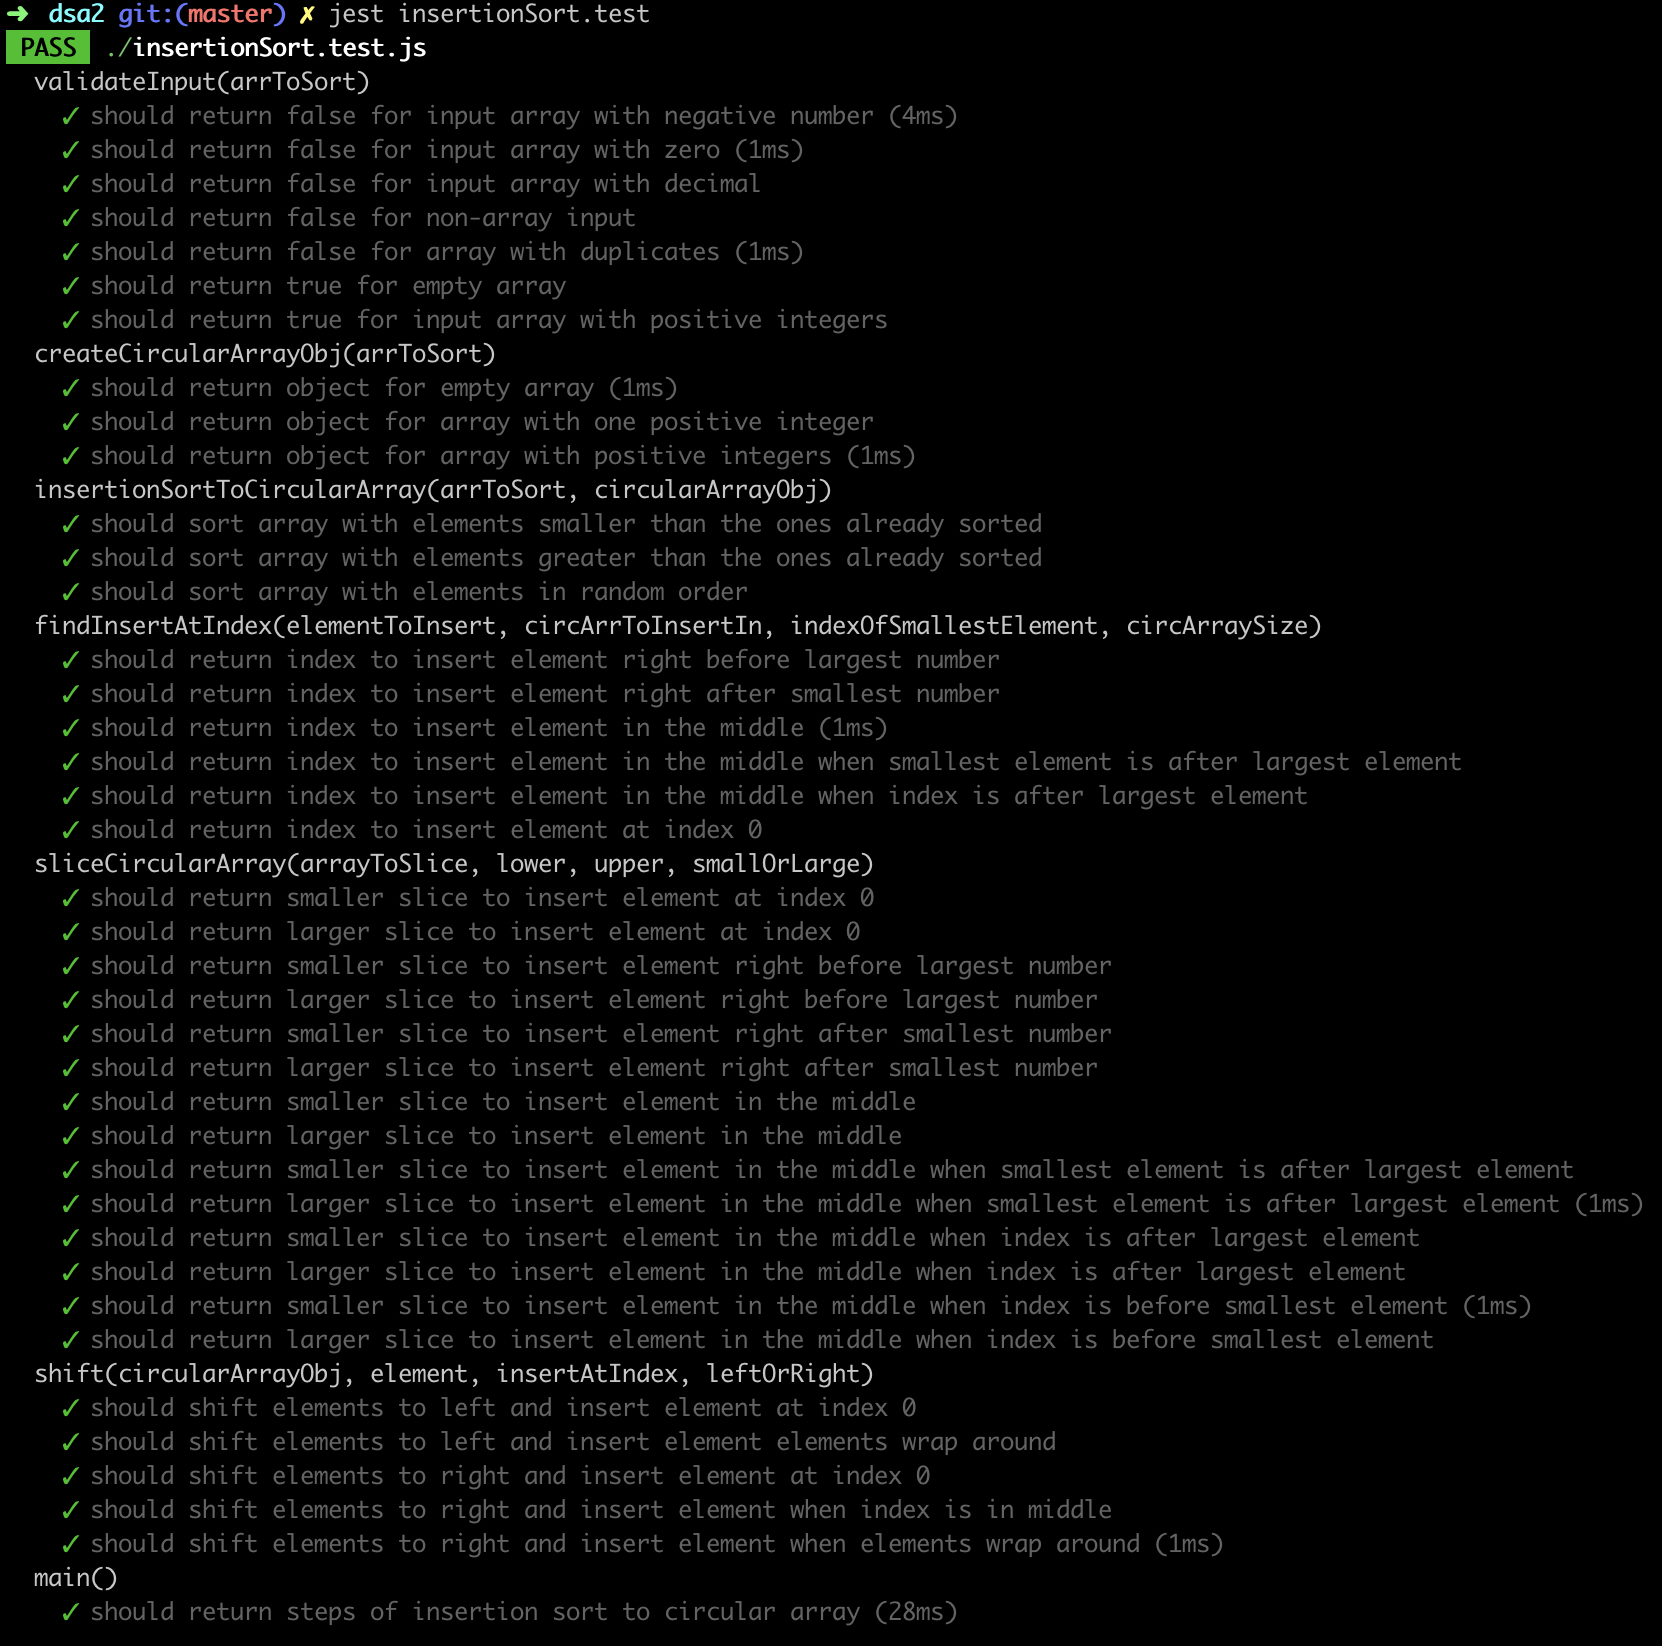 ➜ dsa2 git:(master) ✗ jest insertionSort.test
PASS ./insertionSort.test.js
validateInput(arrToSort)
✓ should return false for input array with negative number (4ms)
✓ should return false for input array with zero (1ms)
✓ should return false for input array with decimal
✓ should return false for non-array input
✓ should return false for array with duplicates (1ms)
✓ should return true for empty array
✓ should return true for input array with positive integers
createCircularArrayObj(arrToSort)
✓ should return object for empty array (1ms)
✓ should return object for array with one positive integer
✓ should return object for array with positive integers (1ms)
insertionSortToCircularArray(arrToSort, circularArrayObj)
✓ should sort array with elements smaller than the ones already sorted
✓ should sort array with elements greater than the ones already sorted
✓ should sort array with elements in random order
findInsertAtIndex(elementToInsert, circArrToInsertIn, indexOfSmallestElement, circArraySize)
✓ should return index to insert element right before largest number
✓ should return index to insert element right after smallest number
✓ should return index to insert element in the middle (1ms)
✓ should return index to insert element in the middle when smallest element is after largest element
✓ should return index to insert element in the middle when index is after largest element
✓ should return index to insert element at index 0
sliceCircularArray(arrayToSlice, lower, upper, smallOrLarge)
✓ should return smaller slice to insert element at index 0
✓ should return larger slice to insert element at index 0
✓ should return smaller slice to insert element right before largest number
✓ should return larger slice to insert element right before largest number
✓ should return smaller slice to insert element right after smallest number
✓ should return larger slice to insert element right after smallest number
✓ should return smaller slice to insert element in the middle
✓ should return larger slice to insert element in the middle
✓ should return smaller slice to insert element in the middle when smallest element is after largest element
✓ should return larger slice to insert element in the middle when smallest element is after largest element (1ms)
✓ should return smaller slice to insert element in the middle when index is after largest element
✓ should return larger slice to insert element in the middle when index is after largest element
✓ should return smaller slice to insert element in the middle when index is before smallest element (1ms)
✓ should return larger slice to insert element in the middle when index is before smallest element
shift(circularArrayObj, element, insertAtIndex, leftOrRight)
✓ should shift elements to left and insert element at index 0
✓ should shift elements to left and insert element elements wrap around
✓ should shift elements to right and insert element at index 0
✓ should shift elements to right and insert element when index is in middle
✓ should shift elements to right and insert element when elements wrap around (1ms)
main()
✓ should return steps of insertion sort to circular array (28ms)